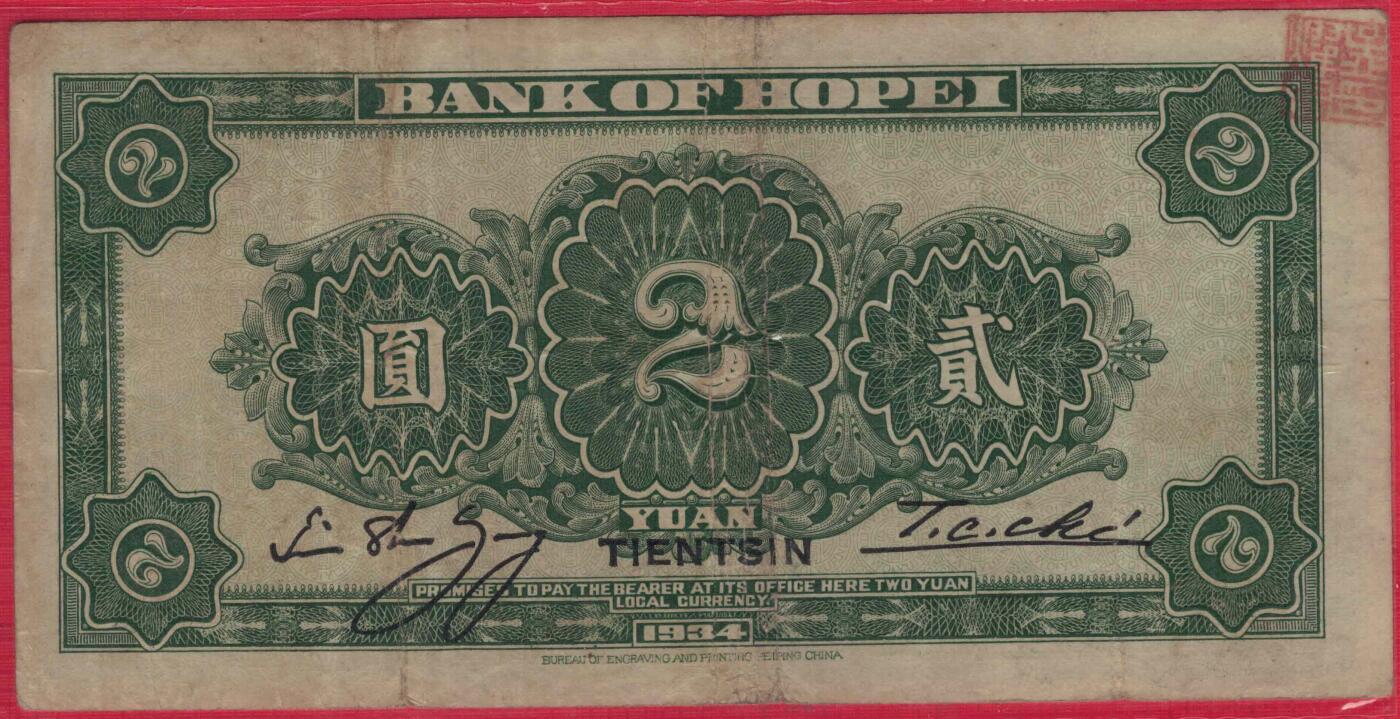 BANK OF HOPEI
2 2
圓 2 貳
YUAN
TIENTSIN
T.C.Chi
PROMISES TO PAY THE BEARER AT ITS OFFICE HERE TWO YUAN
LOCAL CURRENCY.
2 2
1934
BUREAU OF ENGRAVING AND PRINTING PEIPING CHINA